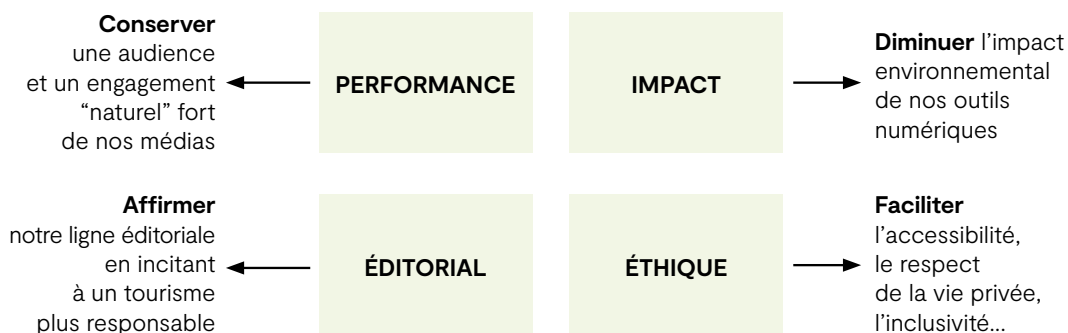 Conserver
une audience
et un engagement
“naturel” fort
de nos médias
PERFORMANCE
IMPACT
Diminuer l’impact
environnemental
de nos outils
numériques
Affirmer
notre ligne éditoriale
en incitant
à un tourisme
plus responsable
ÉDITORIAL
ÉTHIQUE
Faciliter
l’accessibilité,
le respect
de la vie privée,
l’inclusivité...